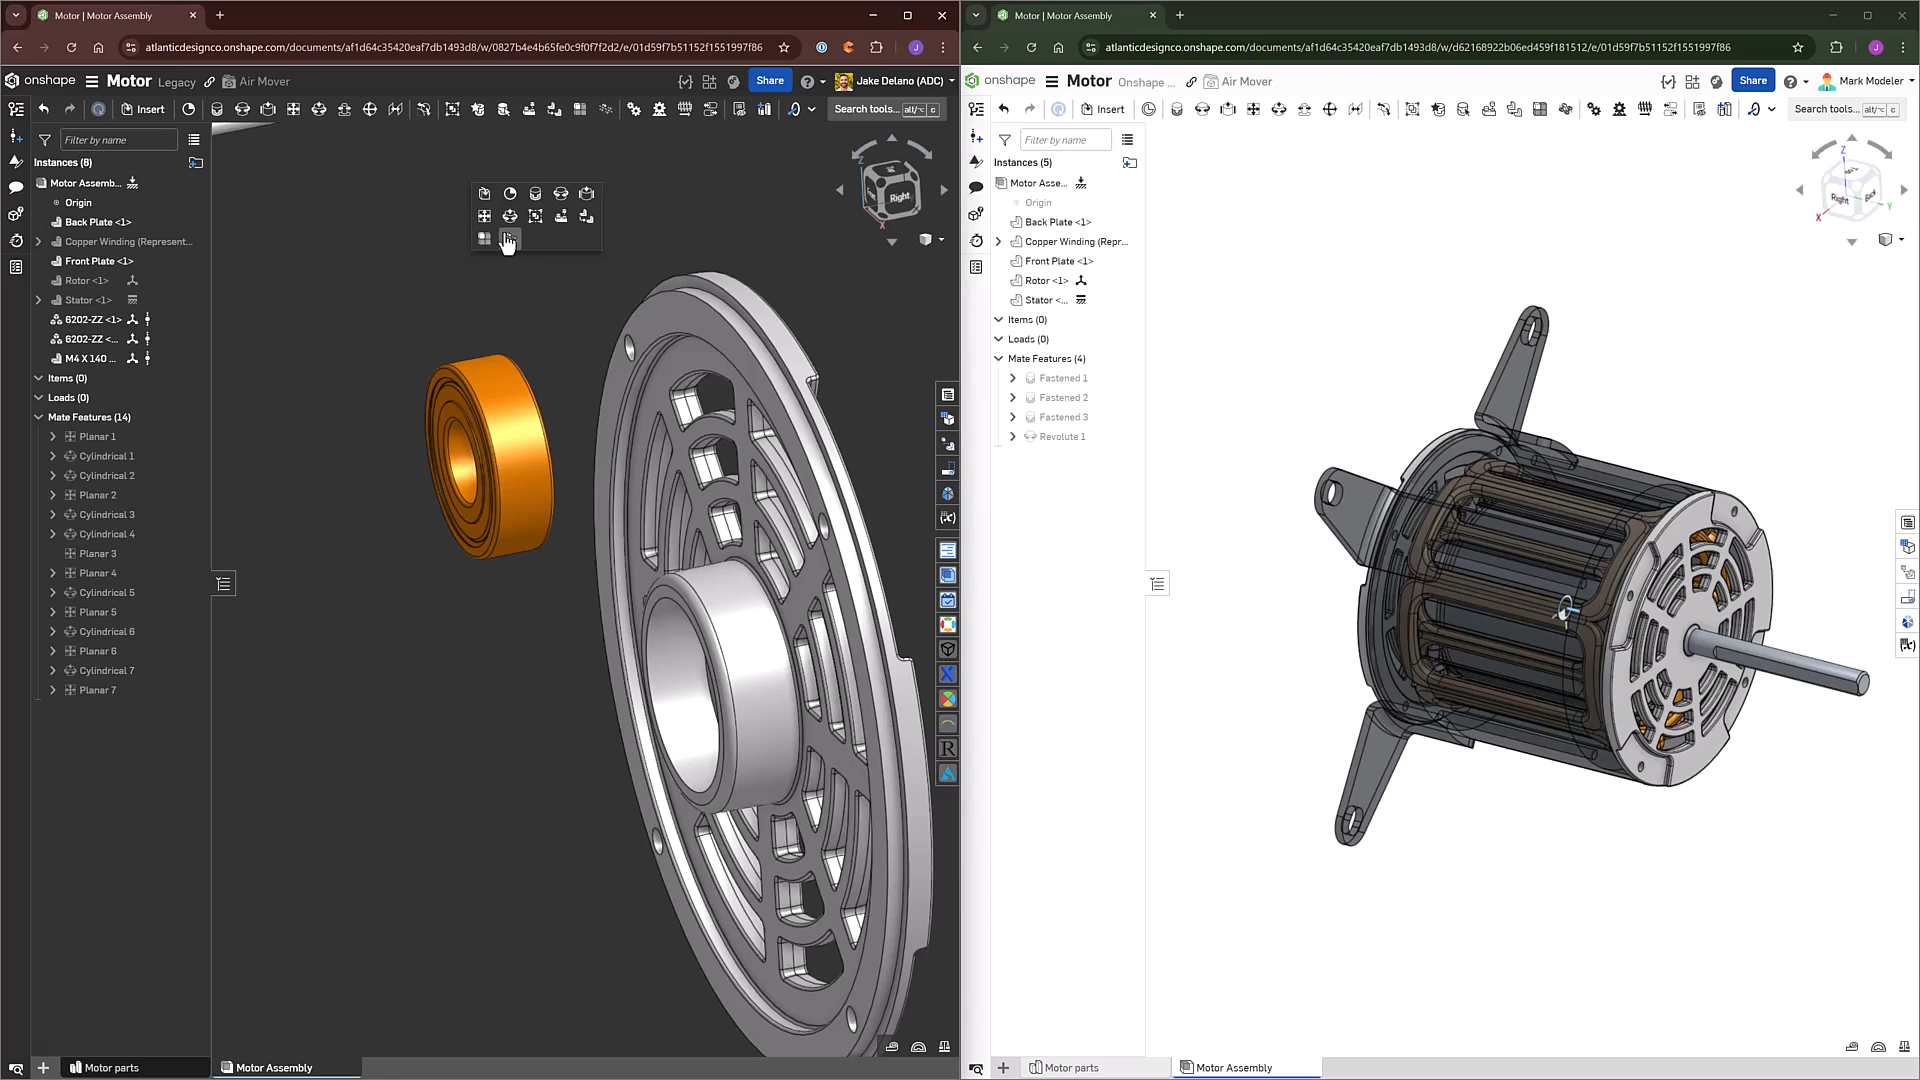 Motor | Motor Assembly
atlanticdesignco.onshape.com/documents/af1d64c35420eaf7db1493d8/w/0827b4e4b65fe0c9f0f7f2d2/e/01d59f7b51152f1551997f86
J
onshape
Motor
Legacy
Air Mover
Share
Jake Delano (ADC)
Insert
Search tools...
alt/⌥ c
Filter by name
Instances (8)
Motor Assemb...
Origin
Back Plate <1>
Copper Winding (Represent...
Front Plate <1>
Rotor <1>
Stator <1>
6202-ZZ <1>
6202-ZZ <...
M4 X 140 ...
Items (0)
Loads (0)
Mate Features (14)
Planar 1
Cylindrical 1
Cylindrical 2
Planar 2
Cylindrical 3
Cylindrical 4
Planar 3
Planar 4
Cylindrical 5
Planar 5
Cylindrical 6
Planar 6
Cylindrical 7
Planar 7
Z
Right
X
R
Motor parts
Motor Assembly
Motor | Motor Assembly
atlanticdesignco.onshape.com/documents/af1d64c35420eaf7db1493d8/w/d62168922b06ed459f181512/e/01d59f7b51152f1551997f86
J
onshape
Motor
Onshape ...
Air Mover
Share
Mark Modeler
Insert
Search tools...
alt/⌥ c
Filter by name
Instances (5)
Motor Asse...
Origin
Back Plate <1>
Copper Winding (Repr...
Front Plate <1>
Rotor <1>
Stator <...
Items (0)
Loads (0)
Mate Features (4)
Fastened 1
Fastened 2
Fastened 3
Revolute 1
Z
Right
Back
X
Y
Motor parts
Motor Assembly